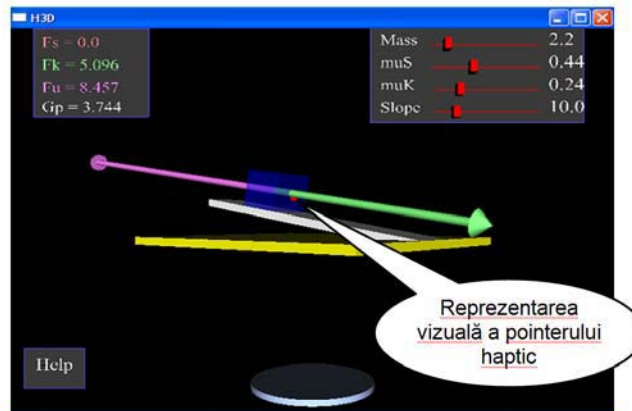 H3D
Fs = 0.0
Fk = 5.096
Fu = 8.457
Gp = 3.744
Mass 2.2
muS 0.44
muK 0.24
Slope 10.0
Reprezentarea
vizuală a pointerului
haptic
Help